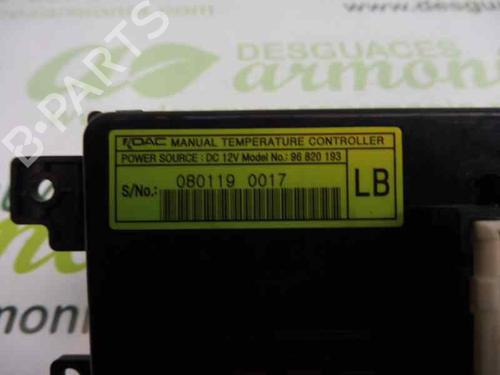 DESGUACES
armoni
B-PARTS
KDAC MANUAL TEMPERATURE CONTROLLER
POWER SOURCE : DC 12V Model No.: 96 820 193
S/No.: 080119 0017
LB